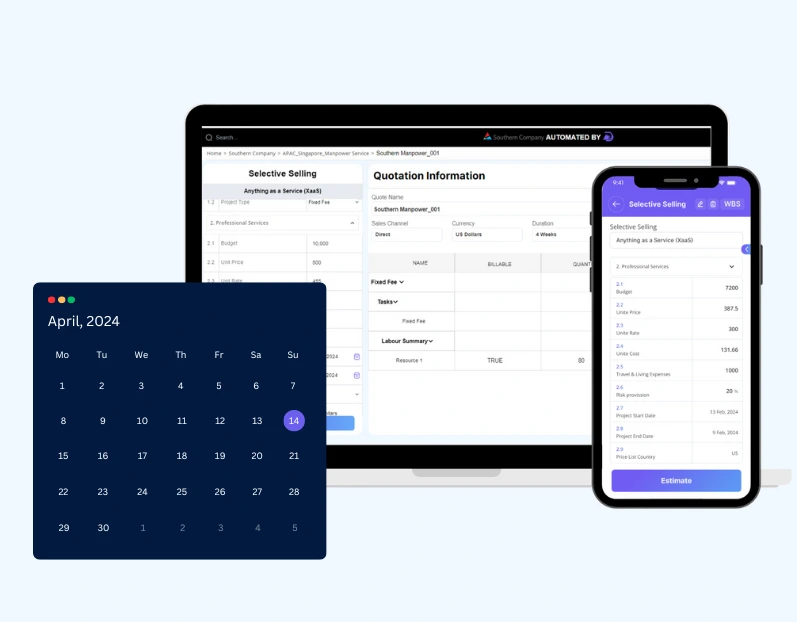 Search...
Southern Company AUTOMATED BY
Home > Southern Company > APAC_Singapore_Manpower Service > Southern Manpower_001
Selective Selling
Anything as a Service (XaaS)
1.2 Project Type Fixed Fee
2. Professional Services
2.1 Budget 10,000
2.2 Unit Price 500
2.3 Unit Rate
2024
2024
Quotation Information
Quote Name
Southern Manpower_001
Sales Channel Currency Duration
Direct US Dollars 4 Weeks
NAME BILLABLE QUANT
Fixed Fee
Tasks
Fixed Fee
Labour Summary
Resource 1 TRUE 60
April, 2024
Mo Tu We Th Fr Sa Su
1 2 3 4 5 6 7
8 9 10 11 12 13 14
15 16 17 18 19 20 21
22 23 24 25 26 27 28
29 30 1 2 3 4 5
9:41
Selective Selling WBS
Selective Selling
Anything as a Service (XaaS)
2. Professional Services
2.1
Budget 7200
2.2
Unite Price 387.5
2.3
Unite Rate 300
2.4
Unite Cost 131.66
2.5
Travel & Living Expenses 1000
2.6
Risk provission 20 %
2.7
Project Start Date 13 Feb, 2024
2.8
Project End Date 9 Feb, 2024
2.9
Price List Country US
Estimate